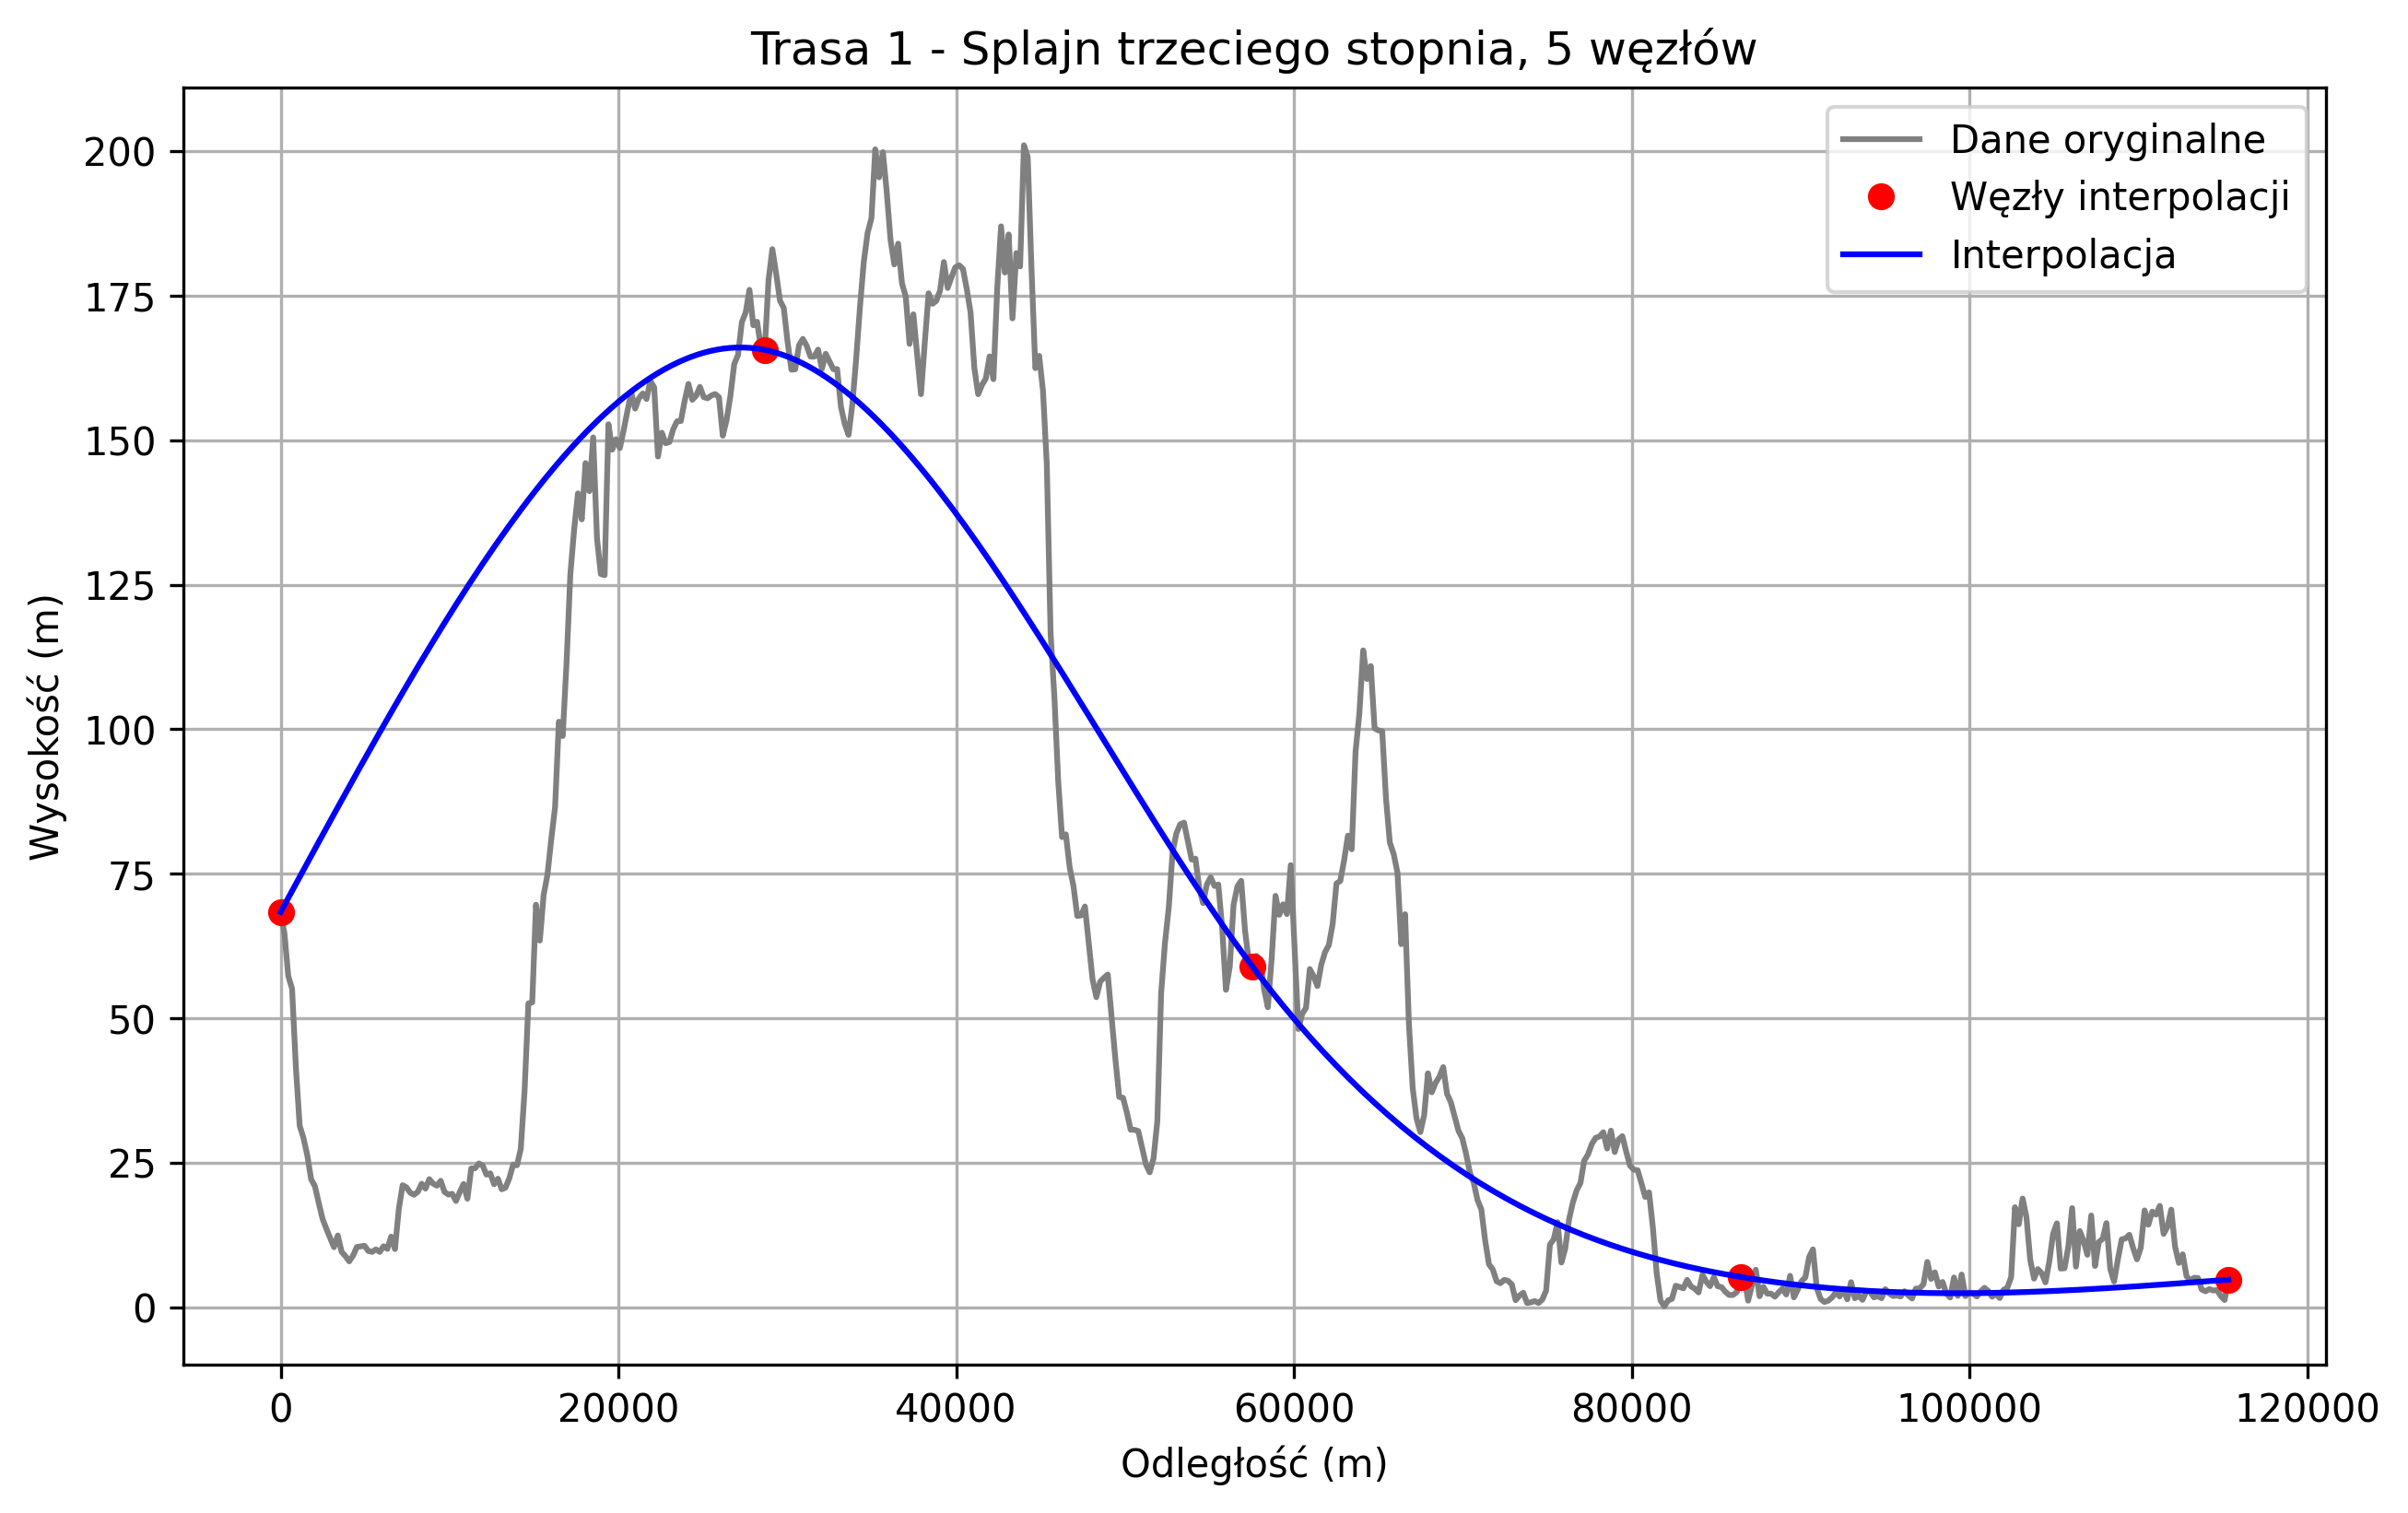 Trasa 1 - Splajn trzeciego stopnia, 5 węzłów
Dane oryginalne
Węzły interpolacji
Interpolacja
Wysokość (m)
200
175
150
125
100
75
50
25
0
0
20000
40000
60000
80000
100000
120000
Odległość (m)